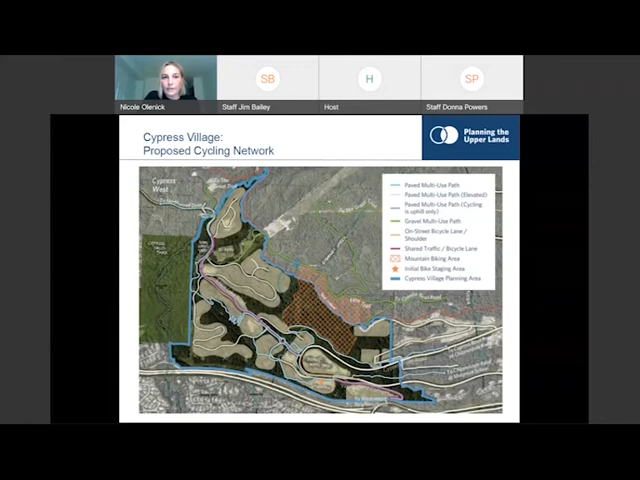 SB
H
SP
Nicole Olenick
Staff Jim Bailey
Host
Staff Donna Powers
Cypress Village:
Proposed Cycling Network
Planning the
Upper Lands
Cypress
West
Paved Multi-Use Path
Paved Multi-Use Path (Elevated)
Paved Multi-Use Path (Cycling
is uphill only)
Gravel Multi-Use Path
On-Street Bicycle Lane /
Shoulder
Shared Traffic / Bicycle Lane
Mountain Biking Area
Initial Bike Staging Area
Cypress Village Planning Area